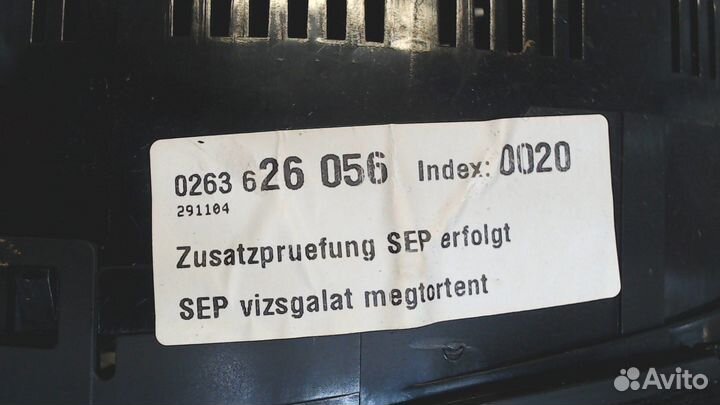 0263 626 056 Index: 0020
291104
Zusatzpruefung SEP erfolgt
SEP vizsgalat megtortent
Avito